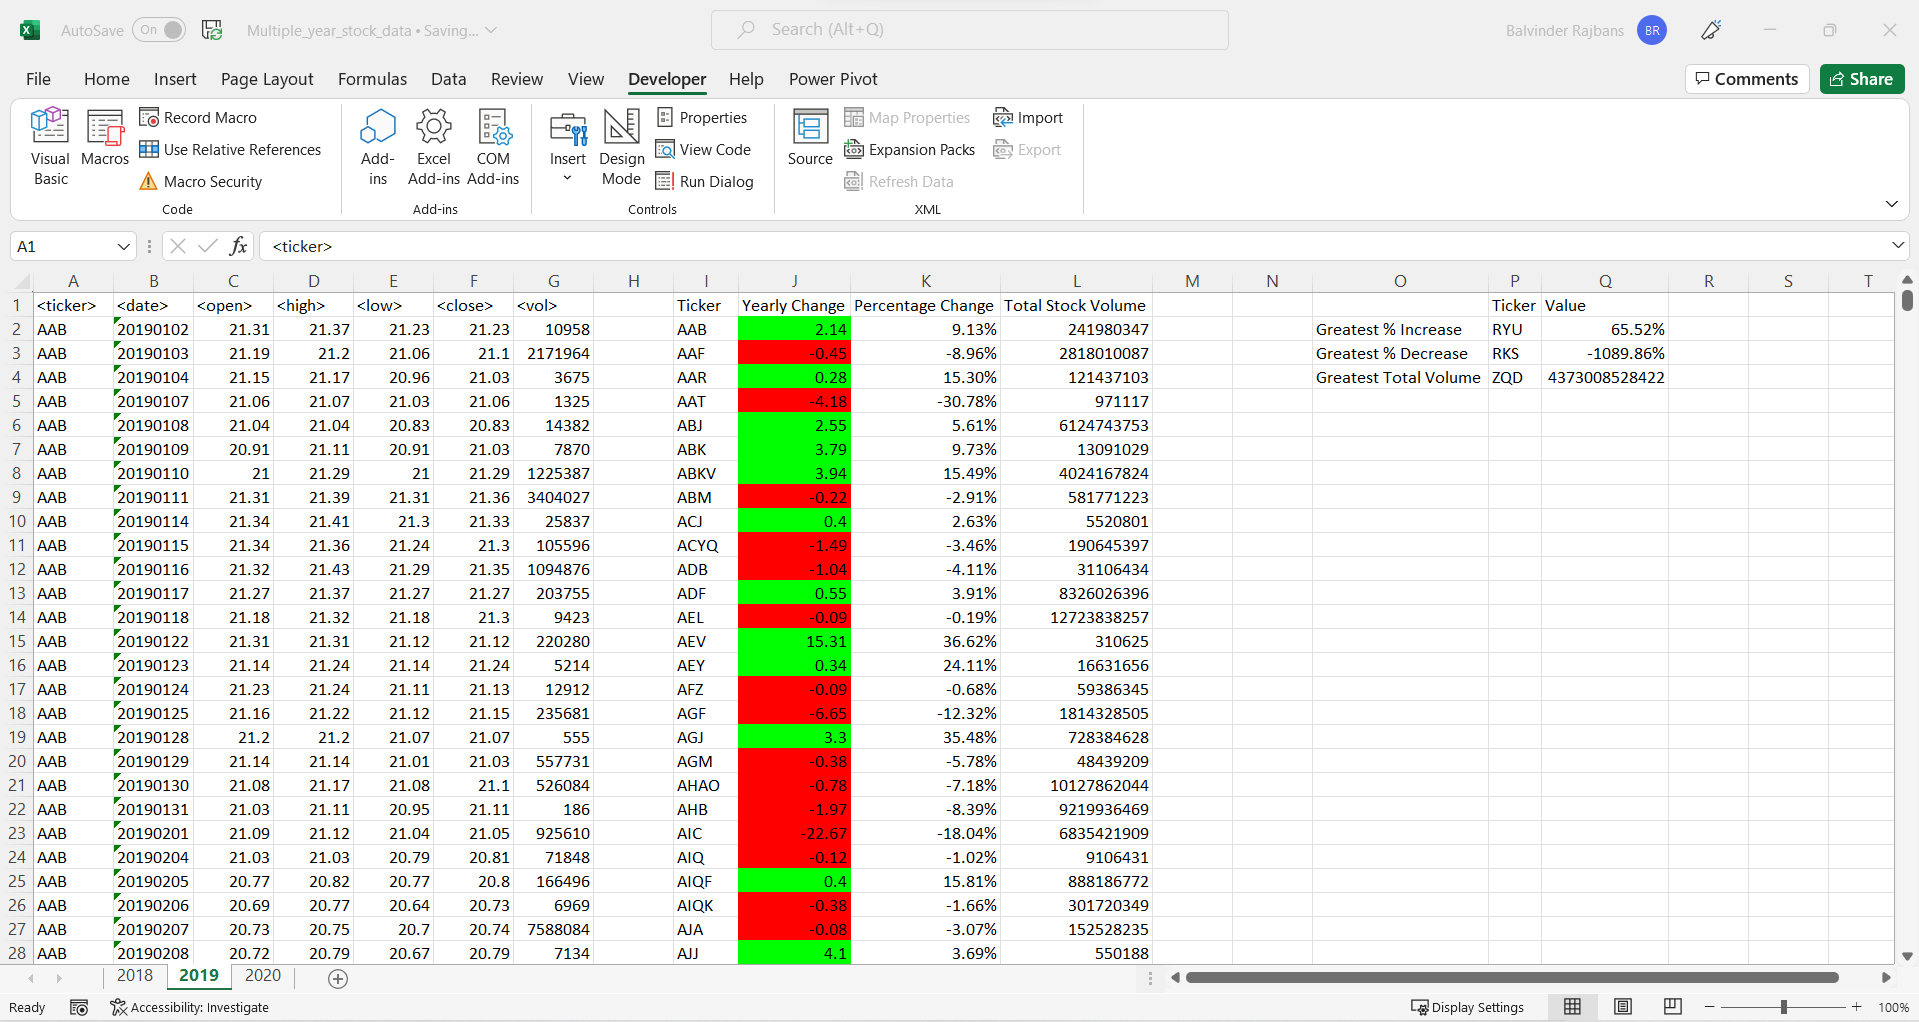 AutoSave On Multiple_year_stock_data • Saving... Search (Alt+Q) Balvinder Rajbans BR
File Home Insert Page Layout Formulas Data Review View Developer Help Power Pivot Comments Share
Visual Basic
Macros
Record Macro
Use Relative References
Macro Security
Code
Add-ins
Excel Add-ins
COM Add-ins
Add-ins
Insert
Design Mode
Properties
View Code
Run Dialog
Controls
Source
Map Properties
Expansion Packs
Refresh Data
Import
Export
XML
A1 fx <ticker>
A B C D E F G H I J K L M N O P Q R S T
1 <ticker> <date> <open> <high> <low> <close> <vol> Ticker Yearly Change Percentage Change Total Stock Volume Ticker Value
2 AAB 20190102 21.31 21.37 21.23 21.23 10958 AAB 2.14 9.13% 241980347 Greatest % Increase RYU 65.52%
3 AAB 20190103 21.19 21.2 21.06 21.1 2171964 AAF -0.45 -8.96% 2818010087 Greatest % Decrease RKS -1089.86%
4 AAB 20190104 21.15 21.17 20.96 21.03 3675 AAR 0.28 15.30% 121437103 Greatest Total Volume ZQD 4373008528422
5 AAB 20190107 21.06 21.07 21.03 21.06 1325 AAT -4.18 -30.78% 971117
6 AAB 20190108 21.04 21.04 20.83 20.83 14382 ABJ 2.55 5.61% 6124743753
7 AAB 20190109 20.91 21.11 20.91 21.03 7870 ABK 3.79 9.73% 13091029
8 AAB 20190110 21 21.29 21 21.29 1225387 ABKV 3.94 15.49% 4024167824
9 AAB 20190111 21.31 21.39 21.31 21.36 3404027 ABM -0.22 -2.91% 581771223
10 AAB 20190114 21.34 21.41 21.3 21.33 25837 ACJ 0.4 2.63% 5520801
11 AAB 20190115 21.34 21.36 21.24 21.3 105596 ACYQ -1.49 -3.46% 190645397
12 AAB 20190116 21.32 21.43 21.29 21.35 1094876 ADB -1.04 -4.11% 31106434
13 AAB 20190117 21.27 21.37 21.27 21.27 203755 ADF 0.55 3.91% 8326026396
14 AAB 20190118 21.18 21.32 21.18 21.3 9423 AEL -0.09 -0.19% 12723838257
15 AAB 20190122 21.31 21.31 21.12 21.12 220280 AEV 15.31 36.62% 310625
16 AAB 20190123 21.14 21.24 21.14 21.24 5214 AEY 0.34 24.11% 16631656
17 AAB 20190124 21.23 21.24 21.11 21.13 12912 AFZ -0.09 -0.68% 59386345
18 AAB 20190125 21.16 21.22 21.12 21.15 235681 AGF -6.65 -12.32% 1814328505
19 AAB 20190128 21.2 21.2 21.07 21.07 555 AGJ 3.3 35.48% 728384628
20 AAB 20190129 21.14 21.14 21.01 21.03 557731 AGM -0.38 -5.78% 48439209
21 AAB 20190130 21.08 21.17 21.08 21.1 526084 AHAO -0.78 -7.18% 10127862044
22 AAB 20190131 21.03 21.11 20.95 21.11 186 AHB -1.97 -8.39% 9219936469
23 AAB 20190201 21.09 21.12 21.04 21.05 925610 AIC -22.67 -18.04% 6835421909
24 AAB 20190204 21.03 21.03 20.79 20.81 71848 AIQ -0.12 -1.02% 9106431
25 AAB 20190205 20.77 20.82 20.77 20.8 166496 AIQF 0.4 15.81% 888186772
26 AAB 20190206 20.69 20.77 20.64 20.73 6969 AIQK -0.38 -1.66% 301720349
27 AAB 20190207 20.73 20.75 20.7 20.74 7588084 AJA -0.08 -3.07% 152528235
28 AAB 20190208 20.72 20.79 20.67 20.79 7134 AJJ 4.1 3.69% 550188
2018 2019 2020
Ready Accessibility: Investigate Display Settings 100%